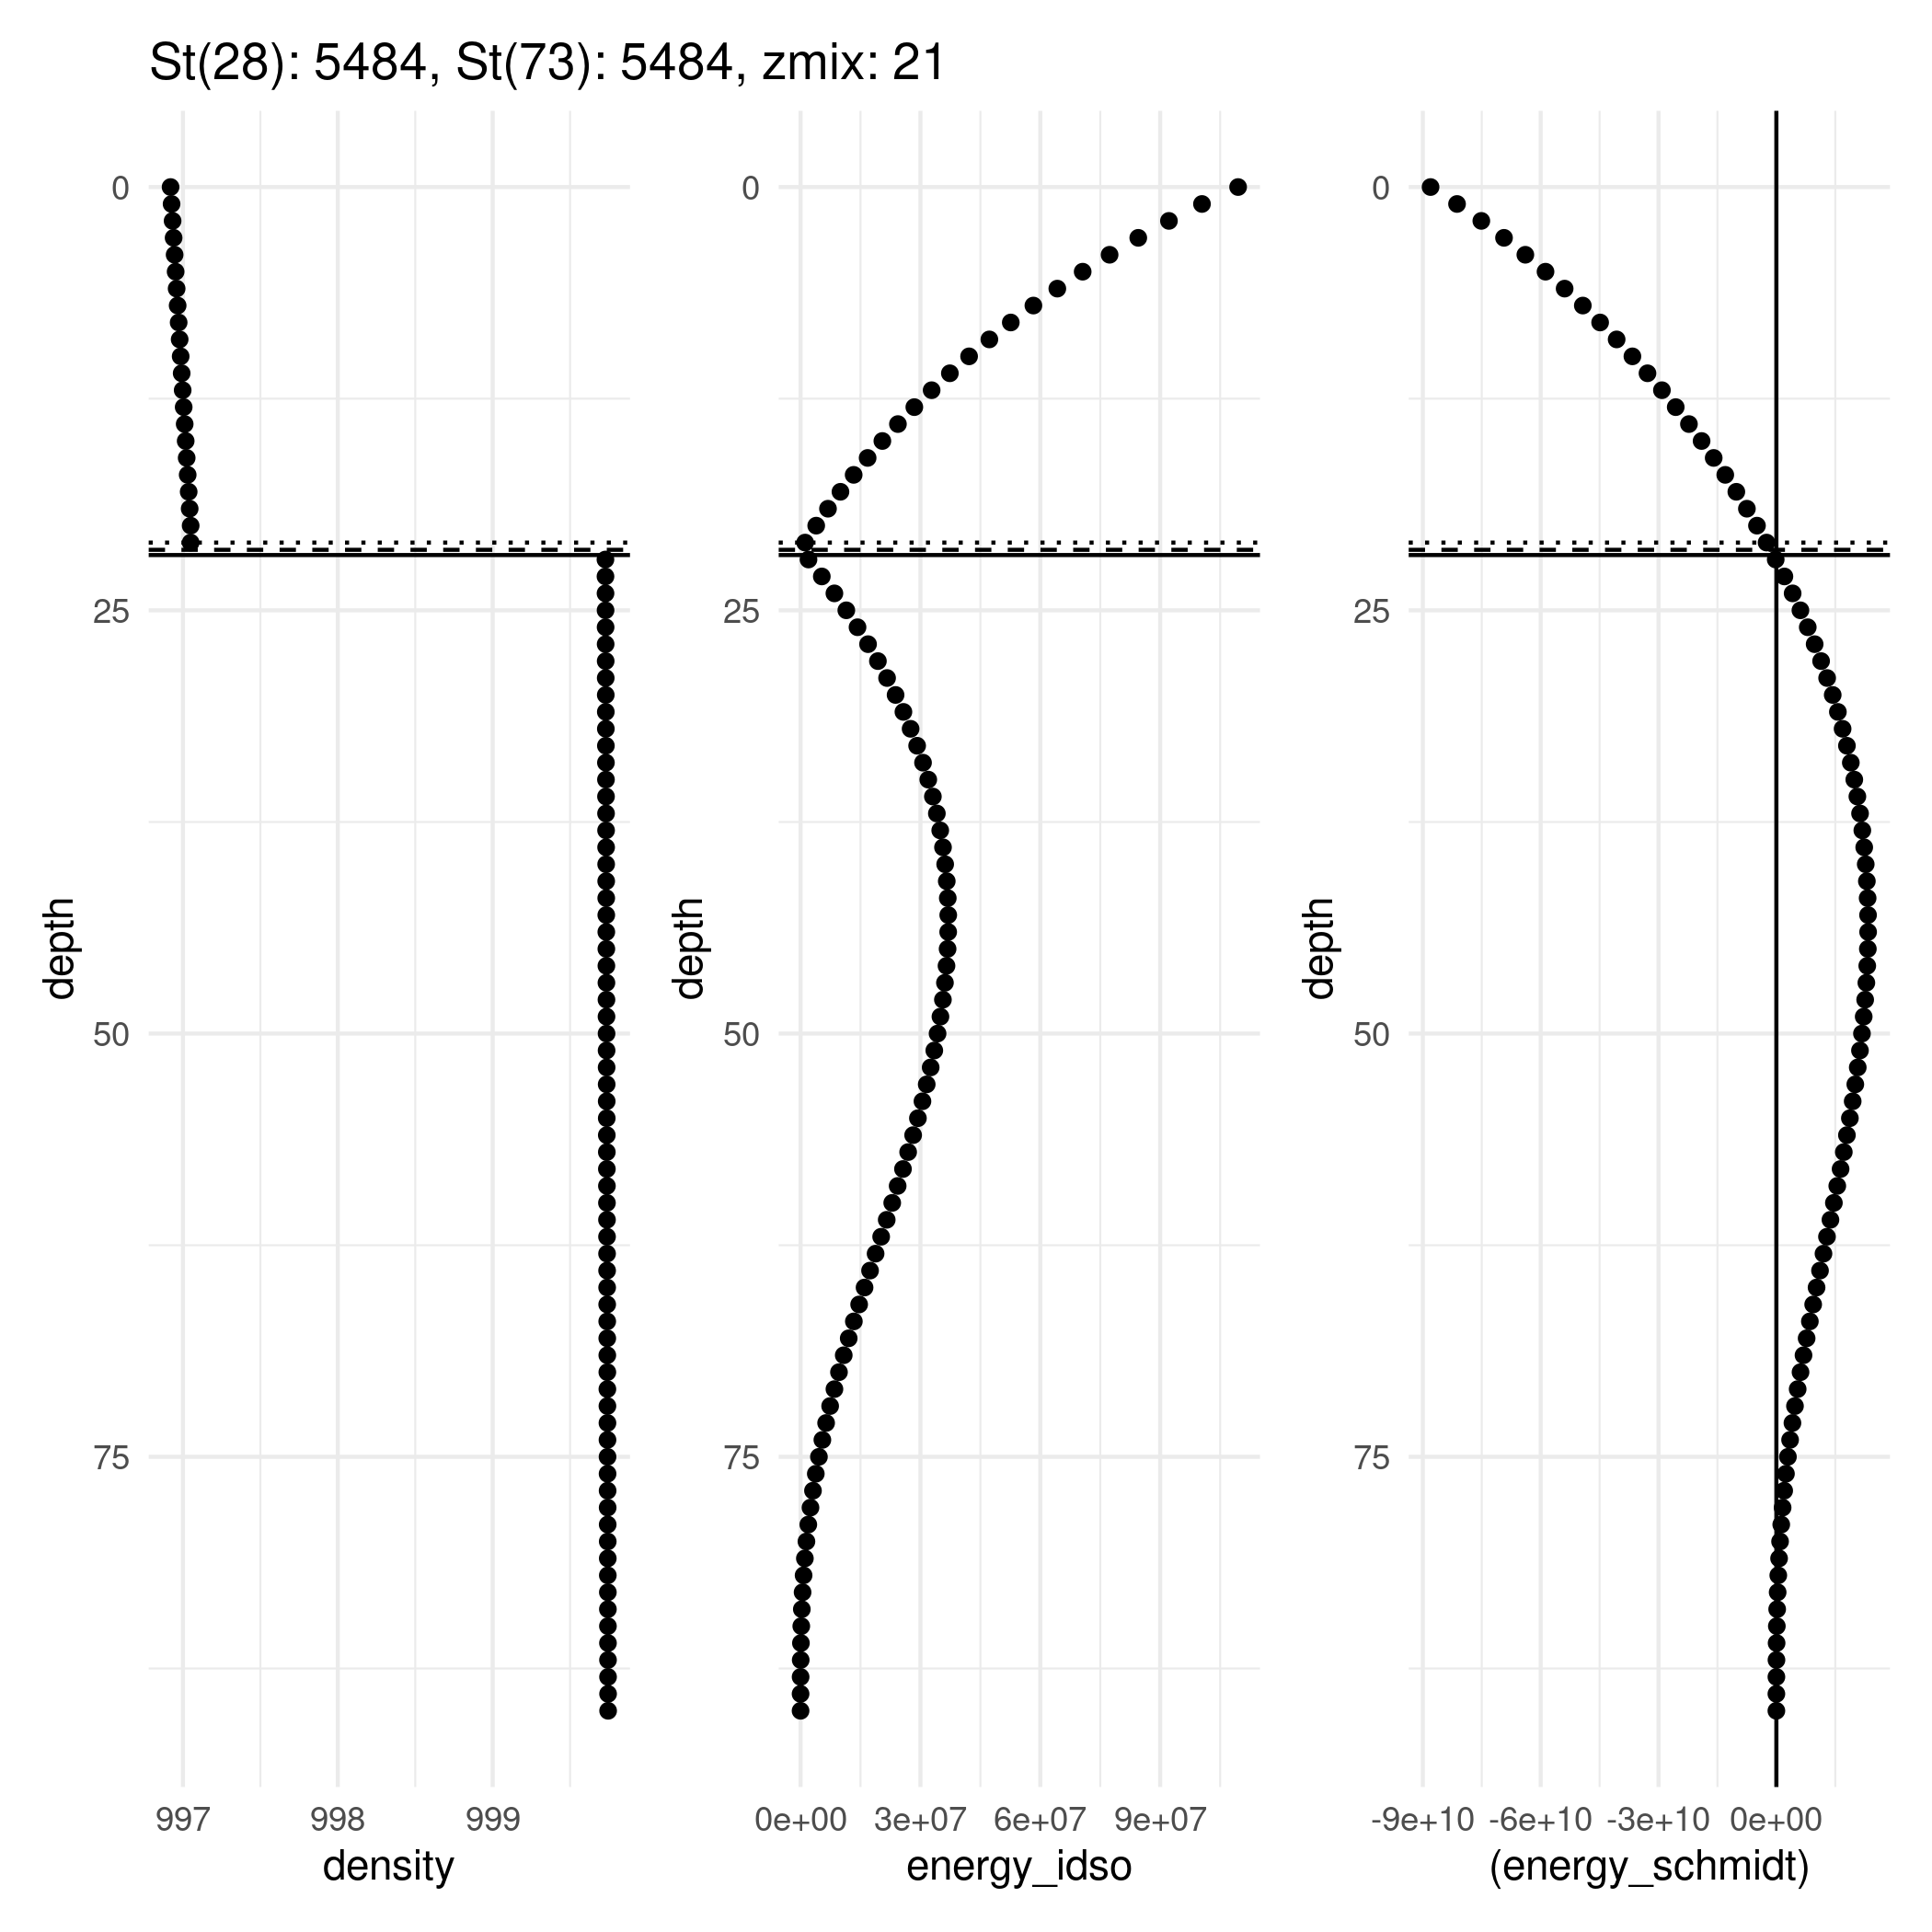 St(28): 5484, St(73): 5484, zmix: 21
0
25
50
75
depth
997 998 999
density
0
25
50
75
depth
0e+00 3e+07 6e+07 9e+07
energy_idso
0
25
50
75
depth
-9e+10 -6e+10 -3e+10 0e+00
(energy_schmidt)